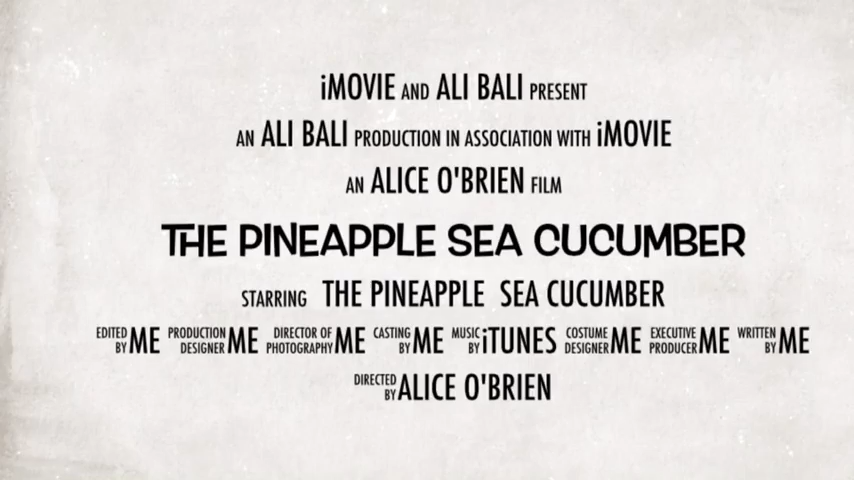 iMOVIE AND ALI BALI PRESENT
AN ALI BALI PRODUCTION IN ASSOCIATION WITH iMOVIE
AN ALICE O'BRIEN FILM
THE PINEAPPLE SEA CUCUMBER
STARRING THE PINEAPPLE SEA CUCUMBER
EDITED BY ME PRODUCTION DESIGNER ME DIRECTOR OF PHOTOGRAPHY ME CASTING BY ME MUSIC BY iTUNES COSTUME DESIGNER ME EXECUTIVE PRODUCER ME WRITTEN BY ME
DIRECTED BY ALICE O'BRIEN